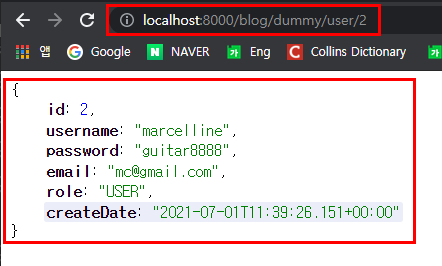 localhost:8000/blog/dummy/user/2
앱 Google NAVER Eng Collins Dictionary
{
id: 2,
username: "marcelline",
password: "guitar8888",
email: "mc@gmail.com",
role: "USER",
createDate: "2021-07-01T11:39:26.151+00:00"
}